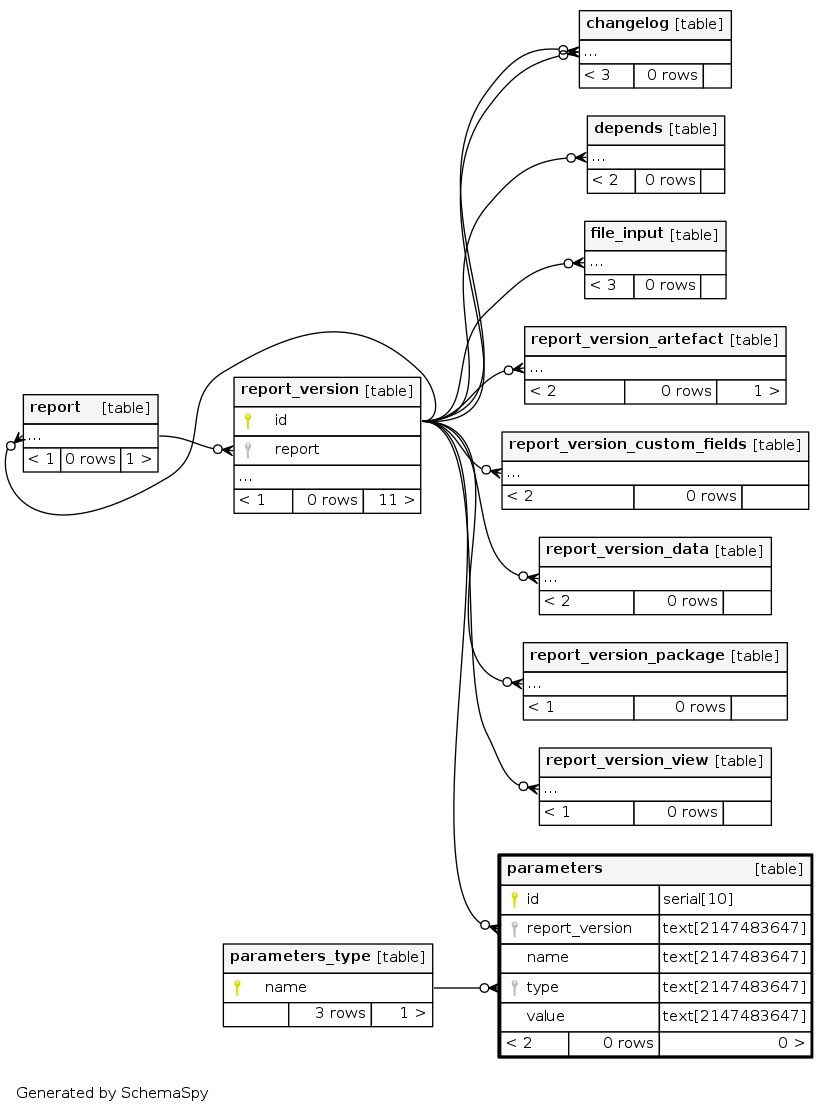 changelog [table]
...
< 3 0 rows
depends [table]
...
< 2 0 rows
file_input [table]
...
< 3 0 rows
report_version_artefact [table]
...
< 2 0 rows 1 >
report [table]
...
< 1 0 rows 1 >
report_version [table]
id
report
...
< 1 0 rows 11 >
report_version_custom_fields [table]
...
< 2 0 rows
report_version_data [table]
...
< 2 0 rows
report_version_package [table]
...
< 1 0 rows
report_version_view [table]
...
< 1 0 rows
parameters [table]
id serial[10]
report_version text[2147483647]
name text[2147483647]
type text[2147483647]
value text[2147483647]
< 2 0 rows 0 >
parameters_type [table]
name
3 rows 1 >
Generated by SchemaSpy